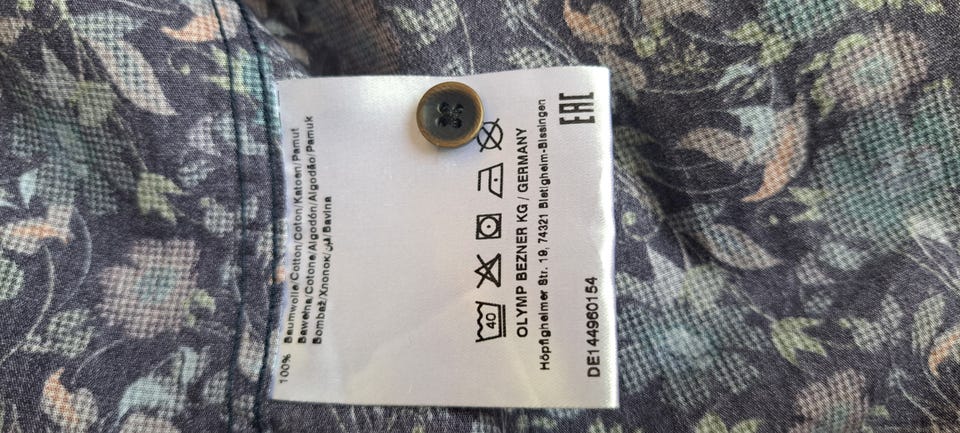 100% Baumwolle/Cotton/Coton/Katoen/Pamut
Bawełna/Cotone/Algodón/Algodão/Pamuk
Bombaž/Хлопок/قطن/Bavlna
40
OLYMP BEZNER KG / GERMANY
Höpfigheimer Str. 19, 74321 Bietigheim-Bissingen
DE144960154
EAC